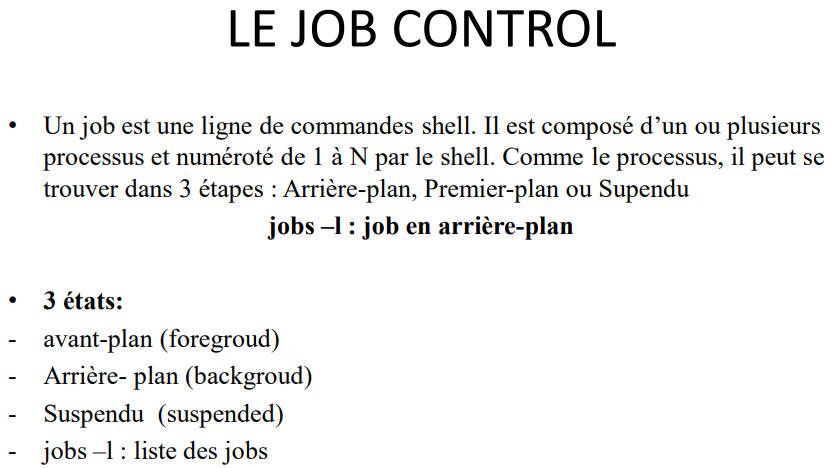 LE JOB CONTROL
• Un job est une ligne de commandes shell. Il est composé d’un ou plusieurs
processus et numéroté de 1 à N par le shell. Comme le processus, il peut se
trouver dans 3 étapes : Arrière-plan, Premier-plan ou Supendu
jobs –l : job en arrière-plan
• 3 états:
- avant-plan (foregroud)
- Arrière- plan (backgroud)
- Suspendu (suspended)
- jobs –l : liste des jobs